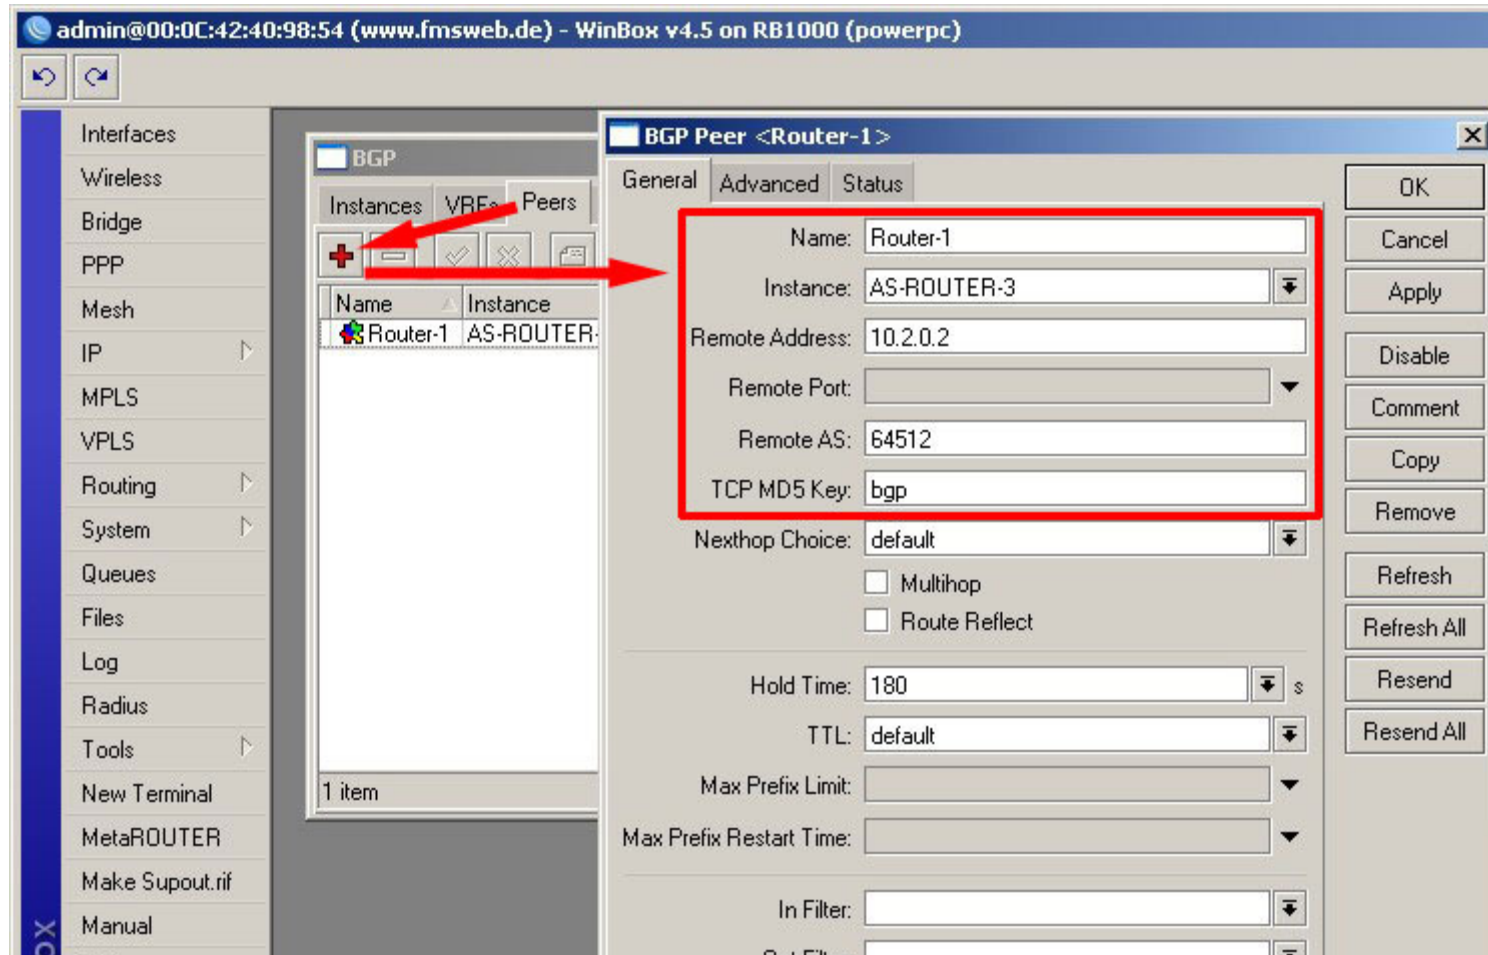 admin@00:0C:42:40:98:54 (www.fmsweb.de) - WinBox v4.5 on RB1000 (powerpc)
Interfaces
Wireless
Bridge
PPP
Mesh
IP
MPLS
VPLS
Routing
System
Queues
Files
Log
Radius
Tools
New Terminal
MetaROUTER
Make Supout.rif
Manual
BGP
Instances VRFs Peers
Name Instance
Router-1 AS-ROUTER-
1 item
BGP Peer <Router-1>
General Advanced Status
Name: Router-1
Instance: AS-ROUTER-3
Remote Address: 10.2.0.2
Remote Port:
Remote AS: 64512
TCP MD5 Key: bgp
Nexthop Choice: default
Multihop
Route Reflect
Hold Time: 180 s
TTL: default
Max Prefix Limit:
Max Prefix Restart Time:
In Filter:
OK
Cancel
Apply
Disable
Comment
Copy
Remove
Refresh
Refresh All
Resend
Resend All